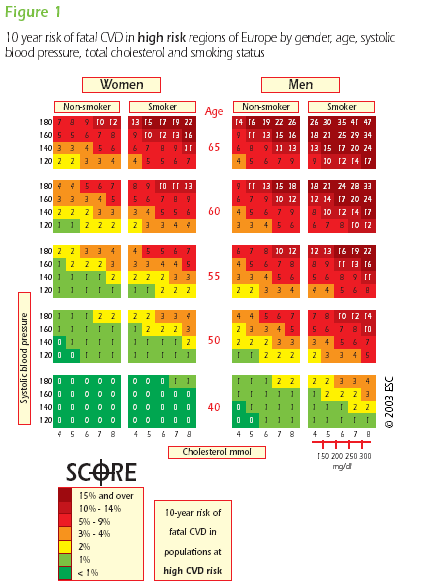 Figure 1
10 year risk of fatal CVD in high risk regions of Europe by gender, age, systolic
blood pressure, total cholesterol and smoking status
Women Men
Non-smoker Smoker Age Non-smoker Smoker
180 7 8 9 10 12 13 15 17 19 22 14 16 19 22 26 26 30 35 41 47
160 5 5 6 7 8 9 10 12 13 16 9 11 13 15 16 18 21 25 29 34
140 3 3 4 5 6 6 7 8 9 11 65 6 8 9 11 13 13 15 17 20 24
120 2 2 3 3 4 4 5 5 6 7 4 5 6 7 9 9 10 12 14 17
180 4 4 5 6 7 8 9 10 11 13 9 11 13 15 18 18 21 24 28 33
160 3 3 3 4 5 5 6 7 8 9 6 7 9 10 12 12 14 17 20 24
140 2 2 2 3 3 3 4 5 5 6 60 4 5 6 7 9 8 10 12 14 17
120 1 1 2 2 2 2 3 3 4 4 3 3 4 5 6 6 7 8 10 12
180 2 2 3 3 4 4 5 5 6 7 6 7 8 10 12 12 13 16 19 22
160 1 2 2 2 3 3 3 4 4 5 4 5 6 7 8 8 9 11 13 16
140 1 1 1 1 2 2 2 2 3 3 55 3 3 4 5 6 5 6 8 9 11
120 1 1 1 1 1 1 1 2 2 2 2 2 3 3 4 4 4 5 6 8
180 1 1 1 2 2 2 2 3 3 4 4 4 5 6 7 7 8 10 12 14
160 1 1 1 1 1 1 2 2 2 3 2 3 3 4 5 5 6 7 8 10
140 0 1 1 1 1 1 1 1 1 2 50 2 2 2 3 3 3 4 5 6 7
120 0 0 1 1 1 1 1 1 1 1 1 1 2 2 2 2 3 3 4 5
180 0 0 0 0 0 0 0 0 1 1 1 1 1 2 2 2 2 3 3 4
160 0 0 0 0 0 0 0 0 0 0 1 1 1 1 1 1 2 2 2 3
140 0 0 0 0 0 0 0 0 0 0 40 0 1 1 1 1 1 1 1 2 2
120 0 0 0 0 0 0 0 0 0 0 0 0 1 1 1 1 1 1 1 1
4 5 6 7 8 4 5 6 7 8 4 5 6 7 8 4 5 6 7 8
Systolic blood pressure
© 2003 ESC
Cholesterol mmol
150 200 250 300
mg/dl
SCORE
15% and over
10% - 14%
5% - 9%
3% - 4%
2%
1%
< 1%
10-year risk of
fatal CVD in
populations at
high CVD risk